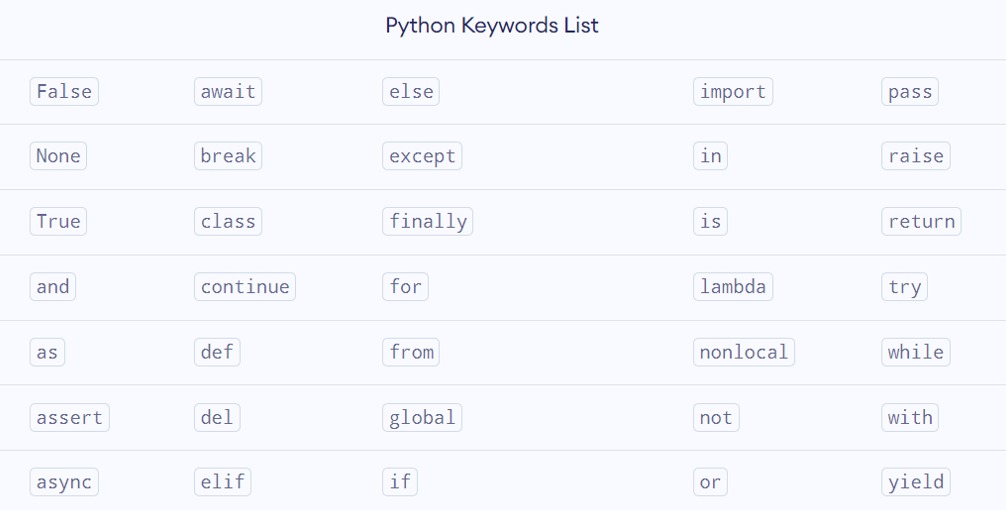 Python Keywords List
False await else import pass
None break except in raise
True class finally is return
and continue for lambda try
as def from nonlocal while
assert del global not with
async elif if or yield